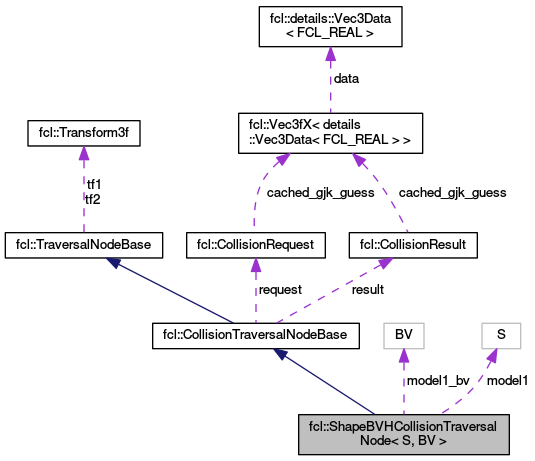 fcl::details::Vec3Data
< FCL_REAL >
data
fcl::Transform3f
fcl::Vec3fX< details
::Vec3Data< FCL_REAL > >
tf1
tf2
cached_gjk_guess
cached_gjk_guess
fcl::TraversalNodeBase
fcl::CollisionRequest
fcl::CollisionResult
request
result
fcl::CollisionTraversalNodeBase
BV
S
model1_bv
model1
fcl::ShapeBVHCollisionTraversal
Node< S, BV >